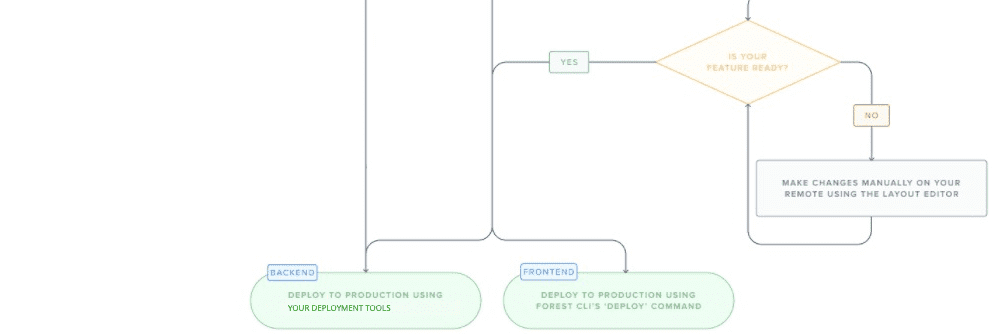 IS YOUR
FEATURE READY?
YES
NO
MAKE CHANGES MANUALLY ON YOUR
REMOTE USING THE LAYOUT EDITOR
BACKEND
DEPLOY TO PRODUCTION USING
YOUR DEPLOYMENT TOOLS
FRONTEND
DEPLOY TO PRODUCTION USING
FOREST CLI'S 'DEPLOY' COMMAND